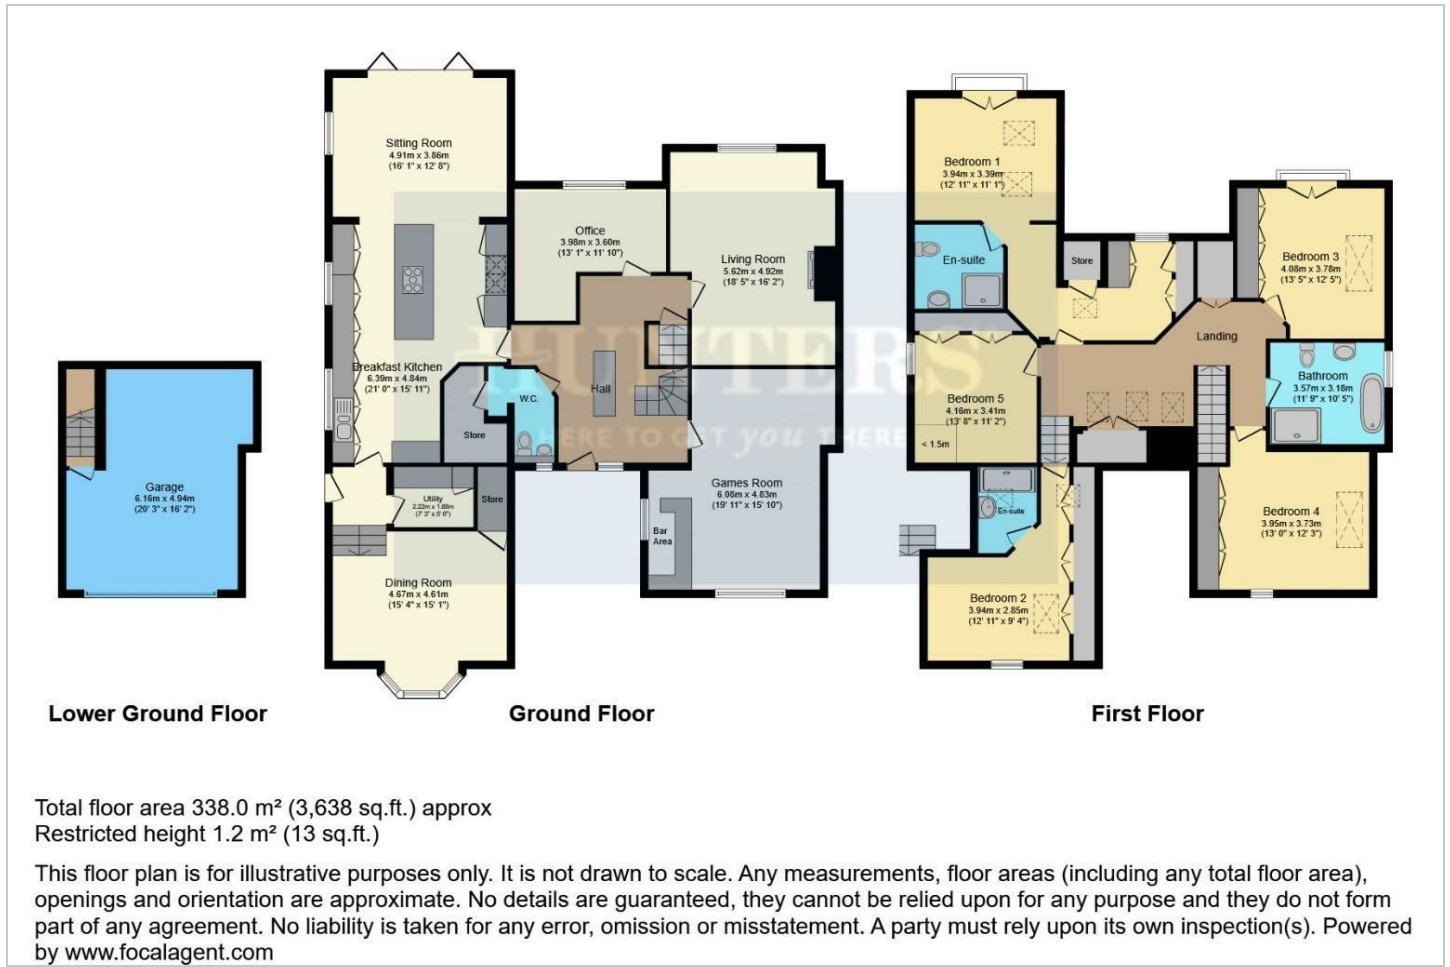 Sitting Room
4.91m x 3.86m
(16' 1" x 12' 8")
Office
3.98m x 3.60m
(13' 1" x 11' 10")
Living Room
5.62m x 4.92m
(18' 5" x 16' 2")
Breakfast Kitchen
6.39m x 4.84m
(21' 0" x 15' 11")
W.C.
Hall
Store
Garage
6.16m x 4.94m
(20' 3" x 16' 2")
Utility
2.22m x 1.68m
(7' 3" x 5' 6")
Store
Games Room
6.08m x 4.83m
(19' 11" x 15' 10")
Bar
Area
Dining Room
4.67m x 4.61m
(15' 4" x 15' 1")
Bedroom 1
3.94m x 3.39m
(12' 11" x 11' 1")
En-suite
Store
Bedroom 3
4.08m x 3.78m
(13' 5" x 12' 5")
Landing
Bathroom
3.57m x 3.18m
(11' 9" x 10' 5")
Bedroom 5
4.16m x 3.41m
(13' 8" x 11' 2")
< 1.5m
En-suite
Bedroom 4
3.95m x 3.73m
(13' 0" x 12' 3")
Bedroom 2
3.94m x 2.85m
(12' 11" x 9' 4")
HUNTERS
HERE TO GET you THERE
Lower Ground Floor
Ground Floor
First Floor
Total floor area 338.0 m² (3,638 sq.ft.) approx
Restricted height 1.2 m² (13 sq.ft.)
This floor plan is for illustrative purposes only. It is not drawn to scale. Any measurements, floor areas (including any total floor area),
openings and orientation are approximate. No details are guaranteed, they cannot be relied upon for any purpose and they do not form
part of any agreement. No liability is taken for any error, omission or misstatement. A party must rely upon its own inspection(s). Powered
by www.focalagent.com